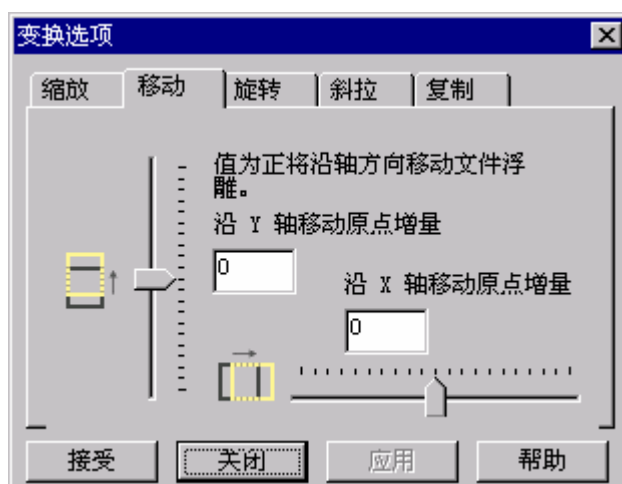 变换选项
缩放 移动 旋转 斜拉 复制
值为正将沿轴方向移动文件浮
雕。
沿 Y 轴移动原点增量
0
沿 X 轴移动原点增量
0
接受 关闭 应用 帮助